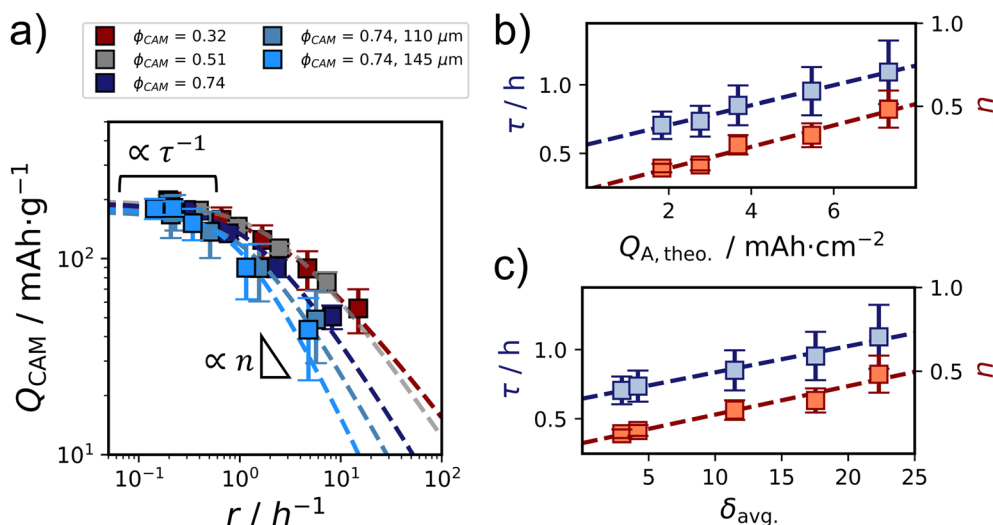 a)
ϕCAM = 0.32
ϕCAM = 0.51
ϕCAM = 0.74
ϕCAM = 0.74, 110 μm
ϕCAM = 0.74, 145 μm
∝ τ⁻¹
∝ n
10²
10¹
QCAM / mAh·g⁻¹
10⁻¹ 10⁰ 10¹ 10²
r / h⁻¹
b)
1.0
0.5
τ / h
1.0
0.5
n
2 4 6
QA, theo. / mAh·cm⁻²
c)
1.0
0.5
τ / h
1.0
0.5
n
5 10 15 20 25
δavg.